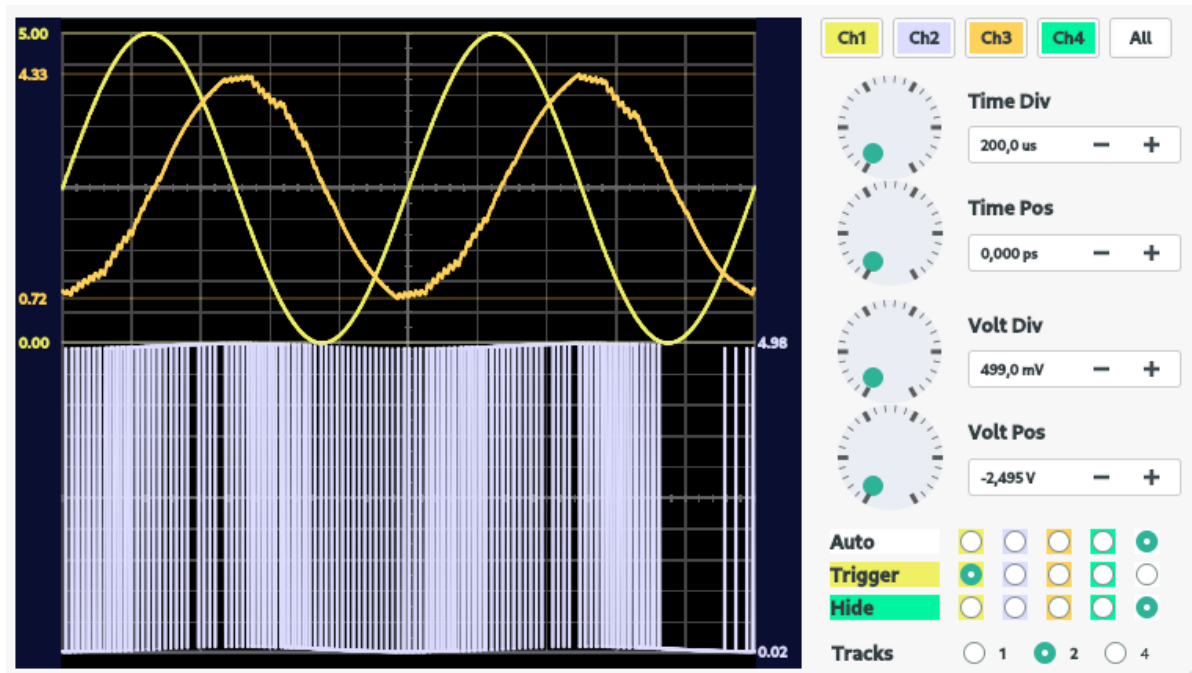 5.00
4.33
0.72
0.00
4.98
0.02
Ch1 Ch2 Ch3 Ch4 All
Time Div
200,0 us − +
Time Pos
0,000 ps − +
Volt Div
499,0 mV − +
Volt Pos
-2,495 V − +
Auto
Trigger
Hide
Tracks 1 2 4